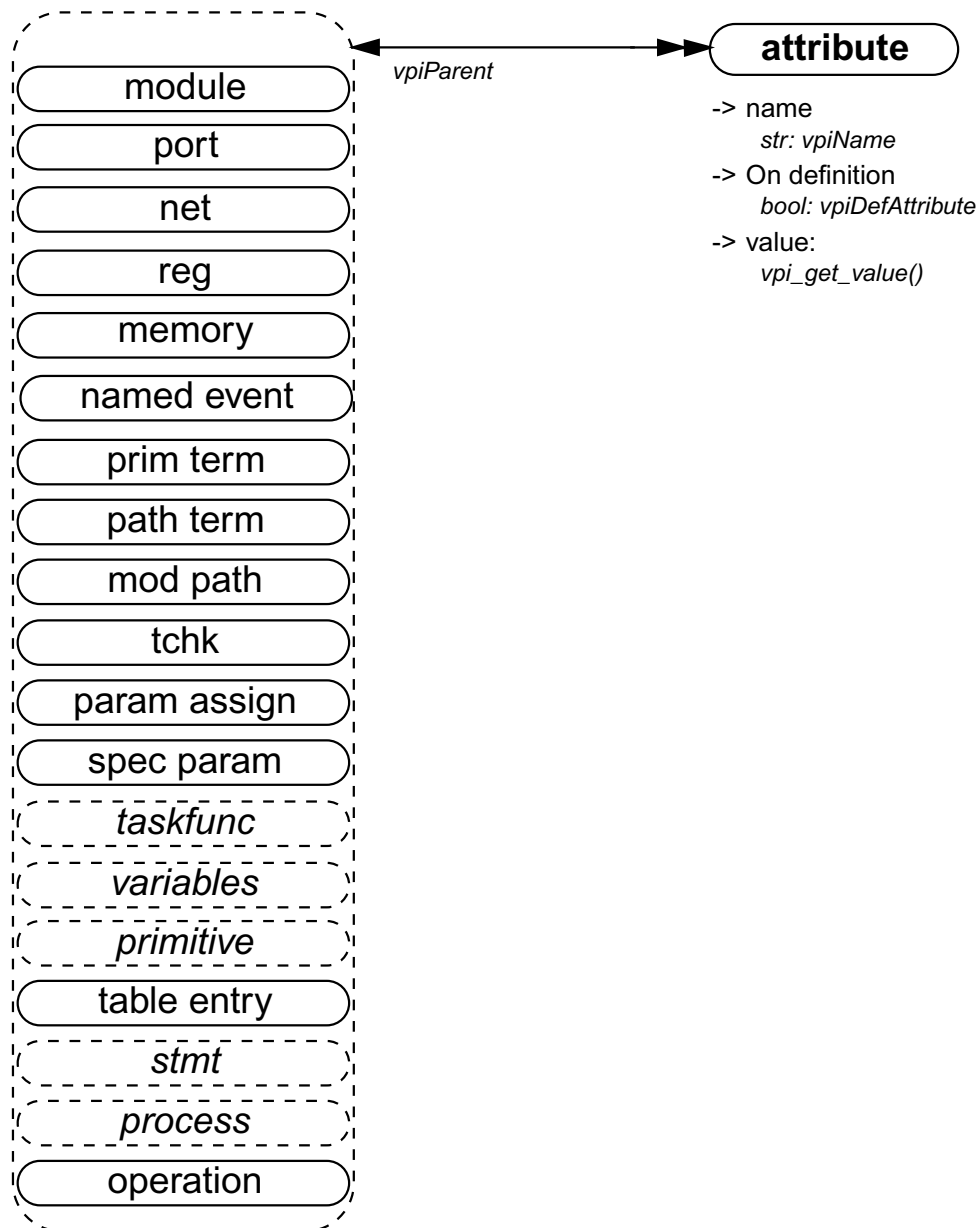 attribute
vpiParent
module
-> name
str: vpiName
port
-> On definition
bool: vpiDefAttribute
net
-> value:
vpi_get_value()
reg
memory
named event
prim term
path term
mod path
tchk
param assign
spec param
taskfunc
variables
primitive
table entry
stmt
process
operation